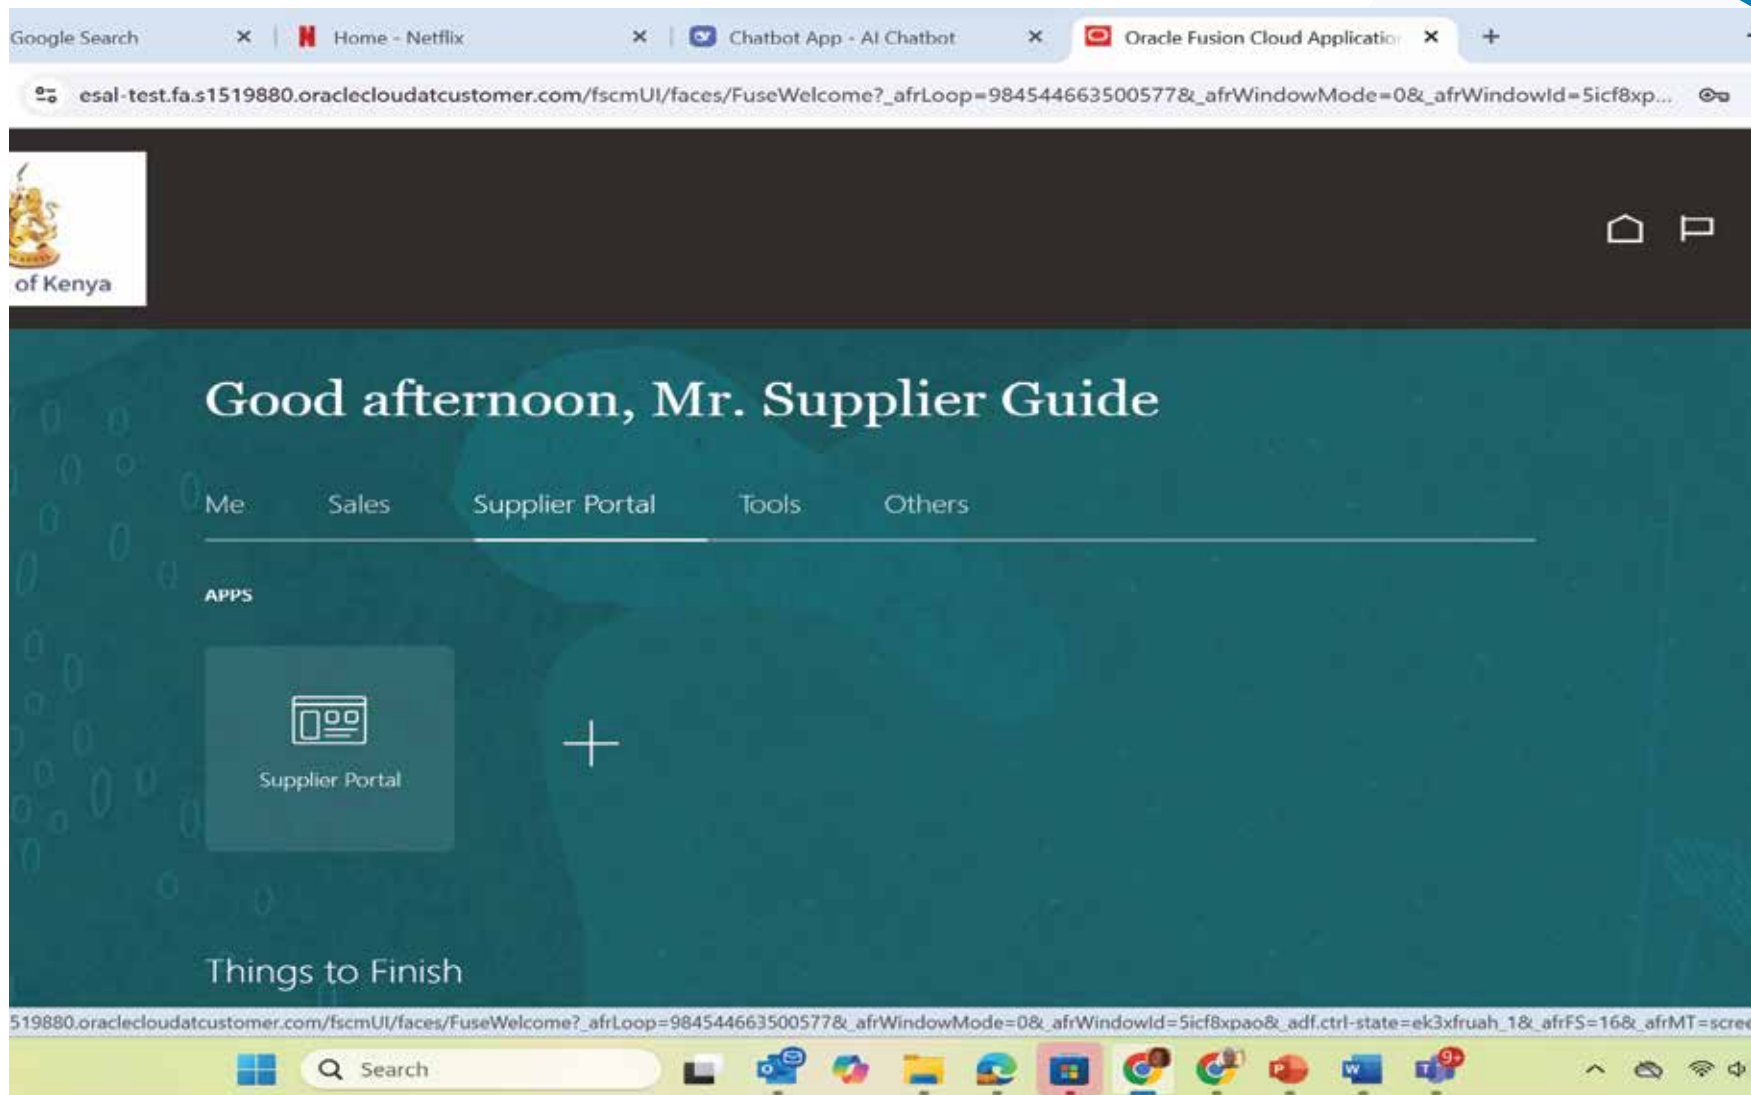 Google Search
Home - Netflix
Chatbot App - AI Chatbot
Oracle Fusion Cloud Application
esal-test.fa.s1519880.oraclecloudatcustomer.com/fscmUI/faces/FuseWelcome?_afrLoop=984544663500577&_afrWindowMode=0&_afrWindowId=5icf8xp...
of Kenya
Good afternoon, Mr. Supplier Guide
Me Sales Supplier Portal Tools Others
APPS
Supplier Portal
Things to Finish
519880.oraclecloudatcustomer.com/fscmUI/faces/FuseWelcome?_afrLoop=984544663500577&_afrWindowMode=0&_afrWindowId=5icf8xpao&_adf.ctrl-state=ek3xfruah_1&_afrFS=16&_afrMT=scree
Search
9+